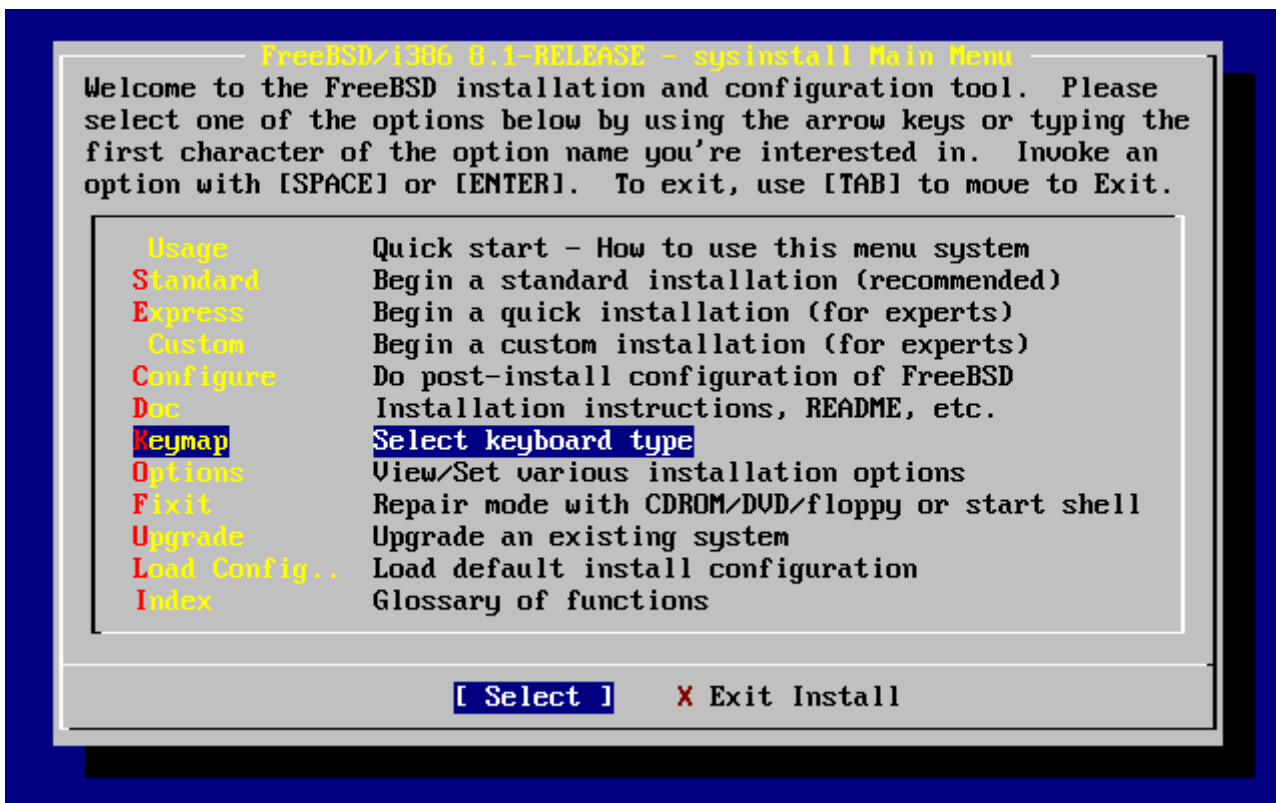 FreeBSD/i386 8.1-RELEASE - sysinstall Main Menu
Welcome to the FreeBSD installation and configuration tool.  Please
select one of the options below by using the arrow keys or typing the
first character of the option name you're interested in.  Invoke an
option with [SPACE] or [ENTER].  To exit, use [TAB] to move to Exit.
Usage Quick start - How to use this menu system
Standard Begin a standard installation (recommended)
Express Begin a quick installation (for experts)
Custom Begin a custom installation (for experts)
Configure Do post-install configuration of FreeBSD
Doc Installation instructions, README, etc.
Keymap Select keyboard type
Options View/Set various installation options
Fixit Repair mode with CDROM/DVD/floppy or start shell
Upgrade Upgrade an existing system
Load Config.. Load default install configuration
Index Glossary of functions
[ Select ] X Exit Install